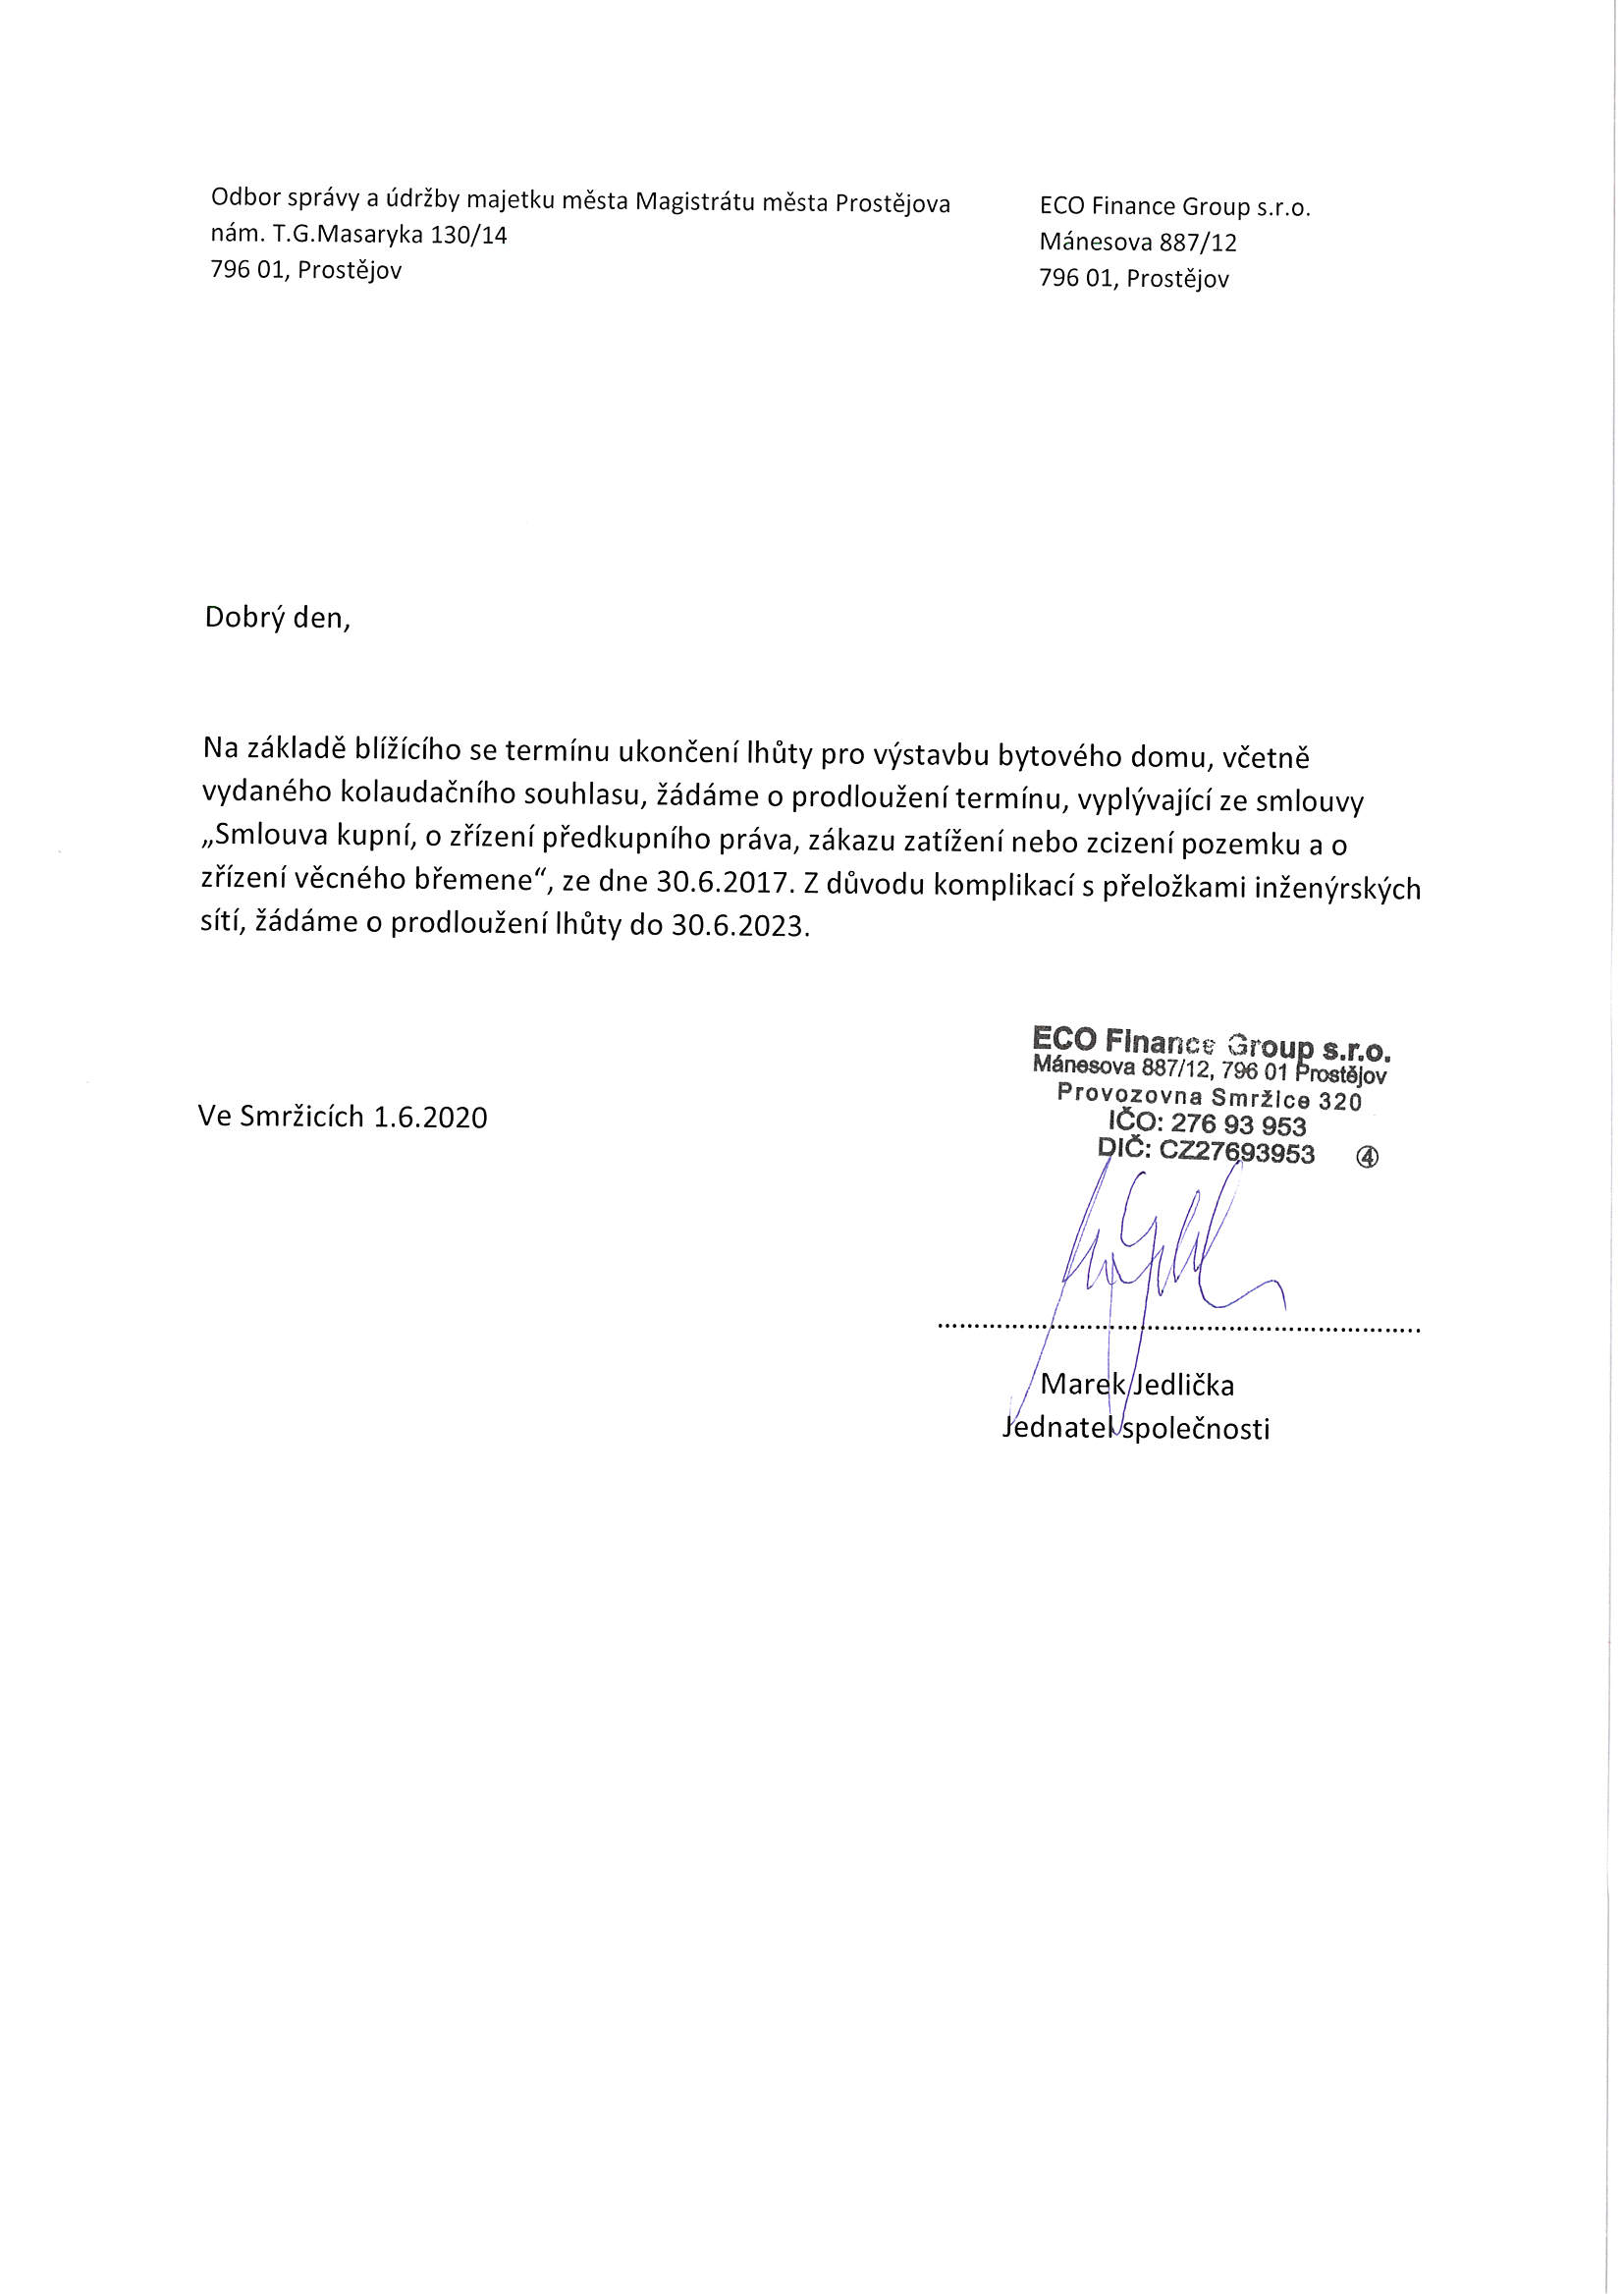 Odbor správy a údržby majetku města Magistrátu města Prostějova
nám. T.G.Masaryka 130/14
796 01, Prostějov
ECO Finance Group s.r.o.
Mánesova 887/12
796 01, Prostějov
Dobrý den,
Na základě blížícího se termínu ukončení lhůty pro výstavbu bytového domu, včetně
vydaného kolaudačního souhlasu, žádáme o prodloužení termínu, vyplývající ze smlouvy
„Smlouva kupní, o zřízení předkupního práva, zákazu zatížení nebo zcizení pozemku a o
zřízení věcného břemene“, ze dne 30.6.2017. Z důvodu komplikací s přeložkami inženýrských
sítí, žádáme o prodloužení lhůty do 30.6.2023.
Ve Smržicích 1.6.2020
ECO Finance Group s.r.o.
Mánesova 887/12, 796 01 Prostějov
Provozovna Smržice 320
IČO: 276 93 953
DIČ: CZ27693953 ④
Marek Jedlička
Jednatel společnosti